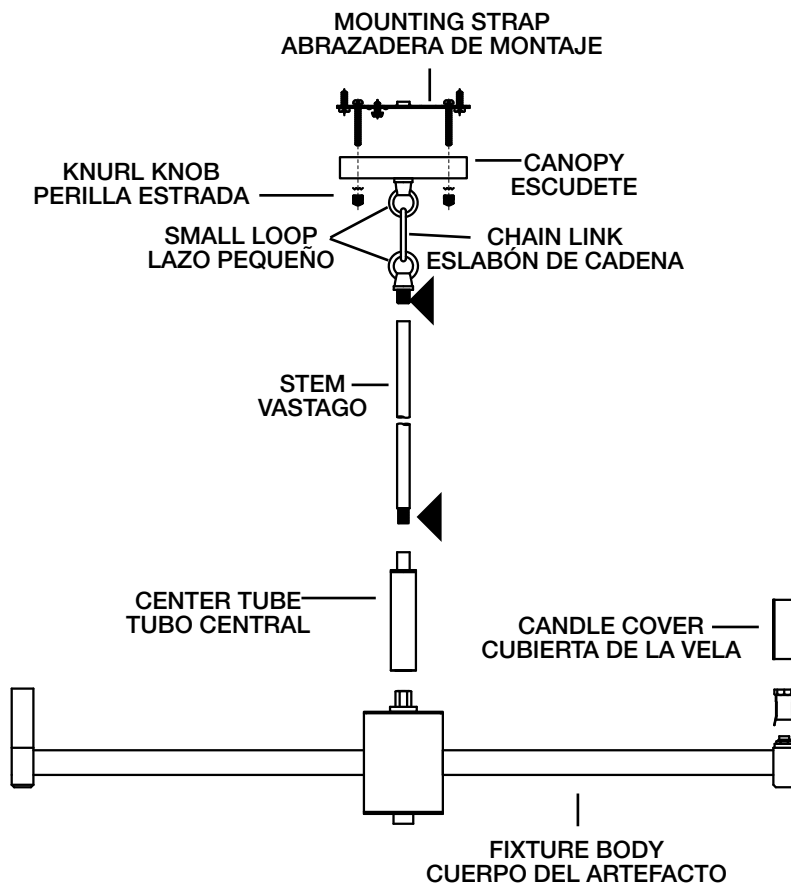 MOUNTING STRAP
ABRAZADERA DE MONTAJE
KNURL KNOB
PERILLA ESTRADA
CANOPY
ESCUDETE
SMALL LOOP
LAZO PEQUEÑO
CHAIN LINK
ESLABÓN DE CADENA
STEM
VASTAGO
CENTER TUBE
TUBO CENTRAL
CANDLE COVER
CUBIERTA DE LA VELA
FIXTURE BODY
CUERPO DEL ARTEFACTO